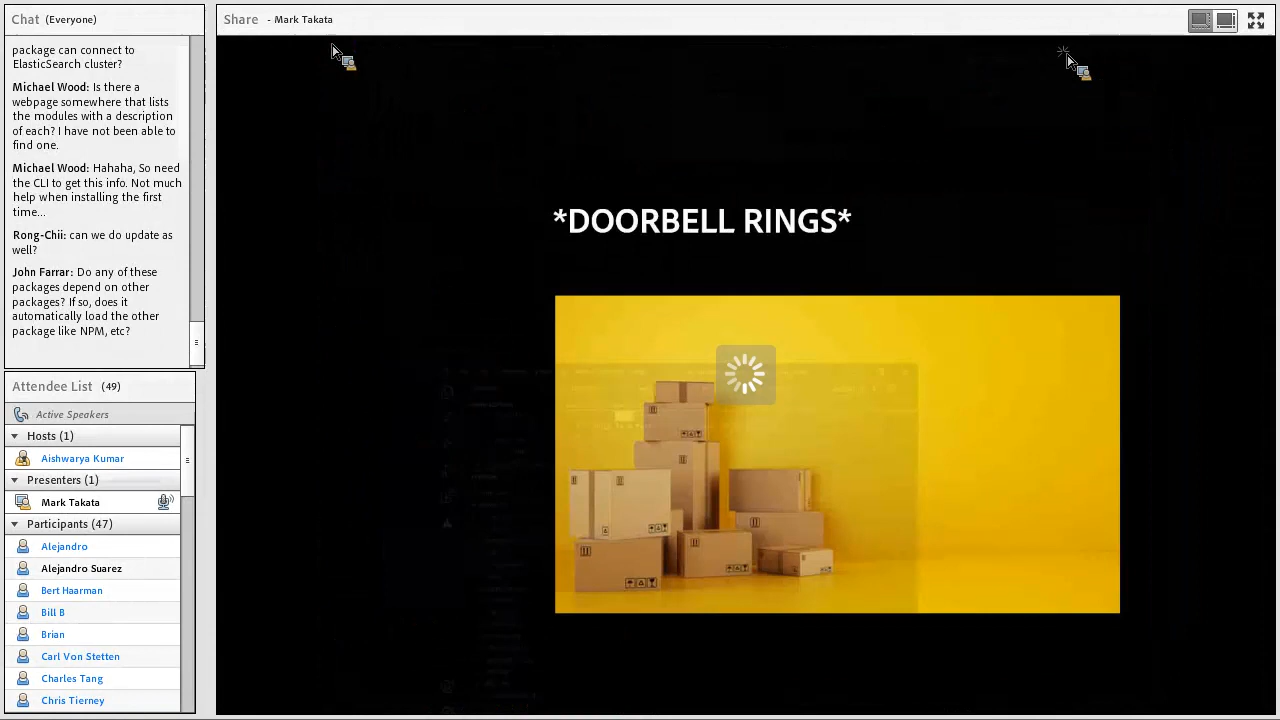 Chat (Everyone)
package can connect to
ElasticSearch cluster?
Michael Wood: Is there a
webpage somewhere that lists
the modules with a description
of each? I have not been able to
find one.
Michael Wood: Hahaha, So need
the CLI to get this info. Not much
help when installing the first
time...
Rong-Chii: can we do update as
well?
John Farrar: Do any of these
packages depend on other
packages? If so, does it
automatically load the other
package like NPM, etc?
Attendee List (49)
Active Speakers
Hosts (1)
Aishwarya Kumar
Presenters (1)
Mark Takata
Participants (47)
Alejandro
Alejandro Suarez
Bert Haarman
Bill B
Brian
Carl Von Stetten
Charles Tang
Chris Tierney
Share - Mark Takata
*DOORBELL RINGS*